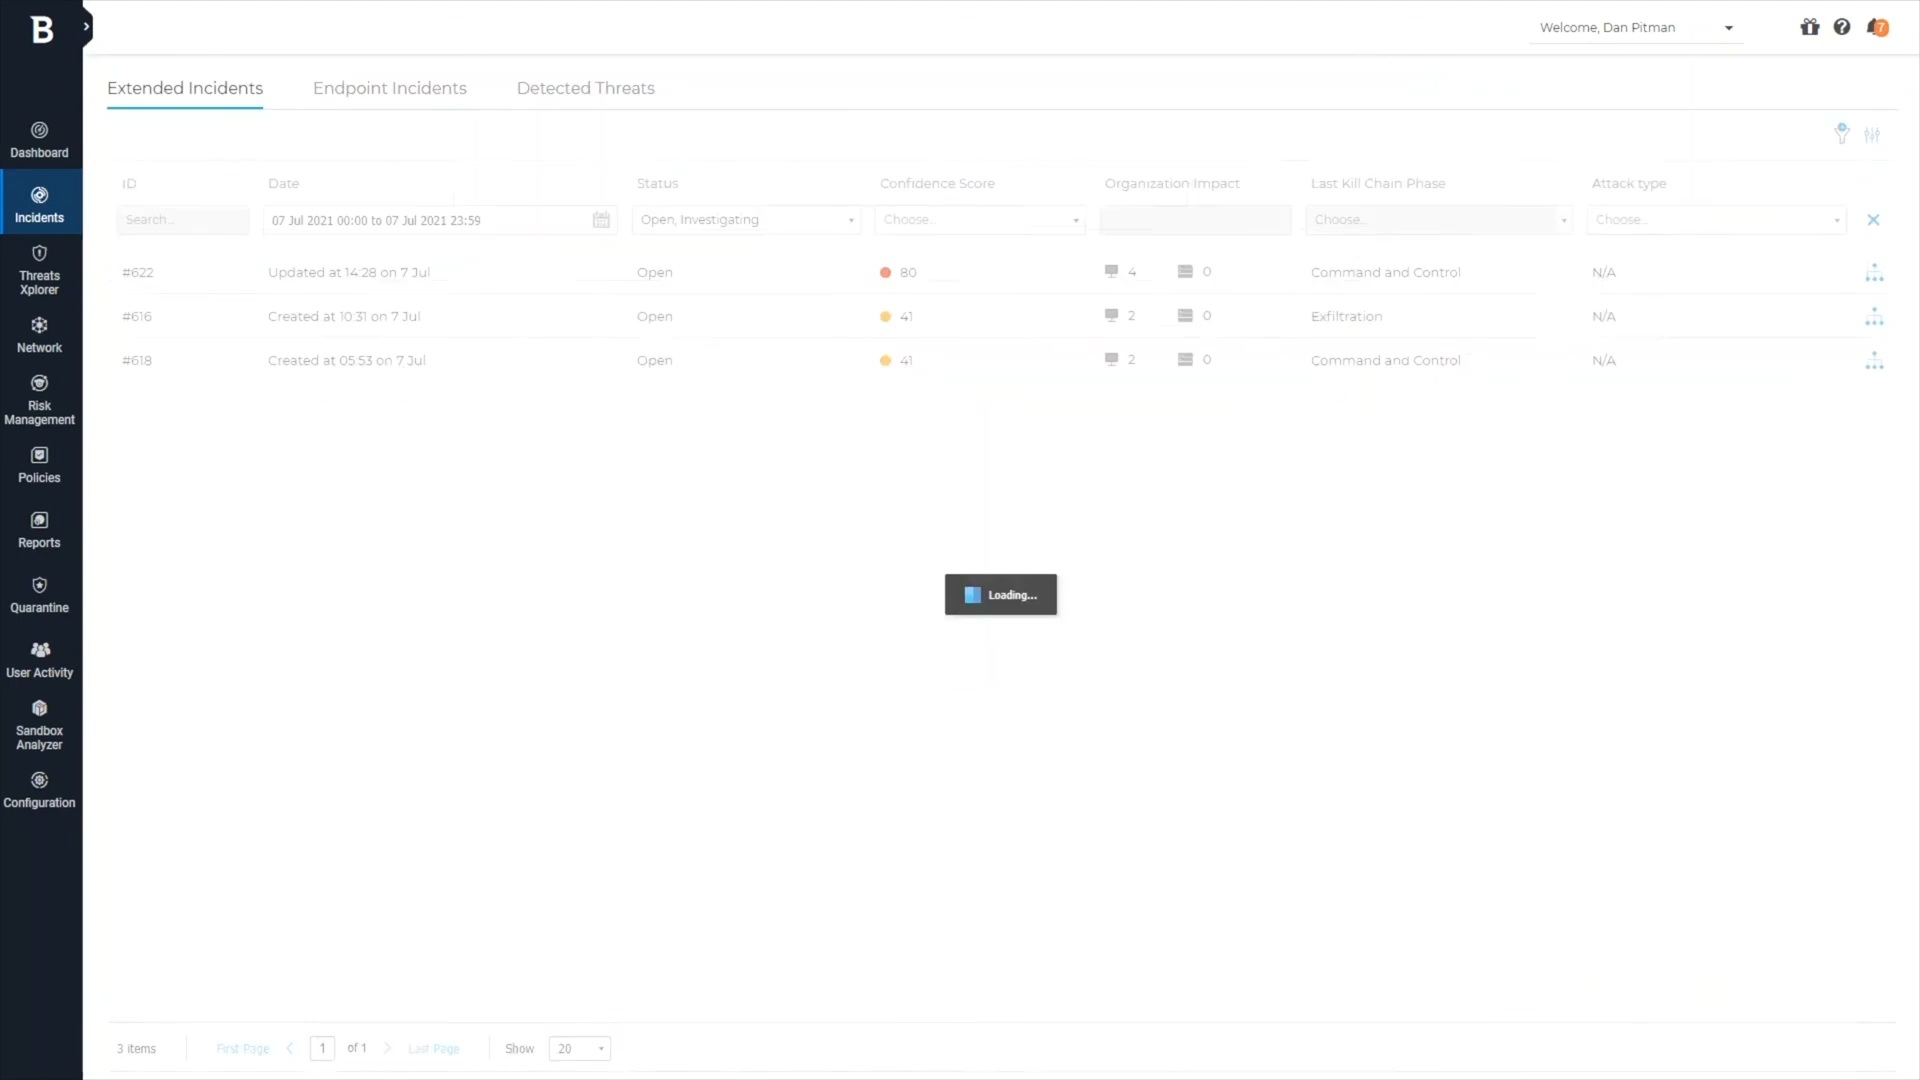 B
Welcome, Dan Pitman
7
Extended Incidents
Endpoint Incidents
Detected Threats
Dashboard
Incidents
Threats
Xplorer
Network
Risk
Management
Policies
Reports
Quarantine
User Activity
Sandbox
Analyzer
Configuration
ID Date Status Confidence Score Organization Impact Last Kill Chain Phase Attack type
Search... 07 Jul 2021 00:00 to 07 Jul 2021 23:59 Open, Investigating Choose... Choose... Choose...
#622 Updated at 14:28 on 7 Jul Open 80 4 0 Command and Control N/A
#616 Created at 10:31 on 7 Jul Open 41 2 0 Exfiltration N/A
#618 Created at 05:53 on 7 Jul Open 41 2 0 Command and Control N/A
Loading...
3 items First Page 1 of 1 Last Page Show 20